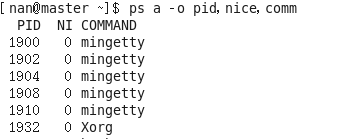 [nan@master ~]$ ps a -o pid,nice,comm
  PID  NI COMMAND
 1900   0 mingetty
 1902   0 mingetty
 1904   0 mingetty
 1908   0 mingetty
 1910   0 mingetty
 1932   0 Xorg